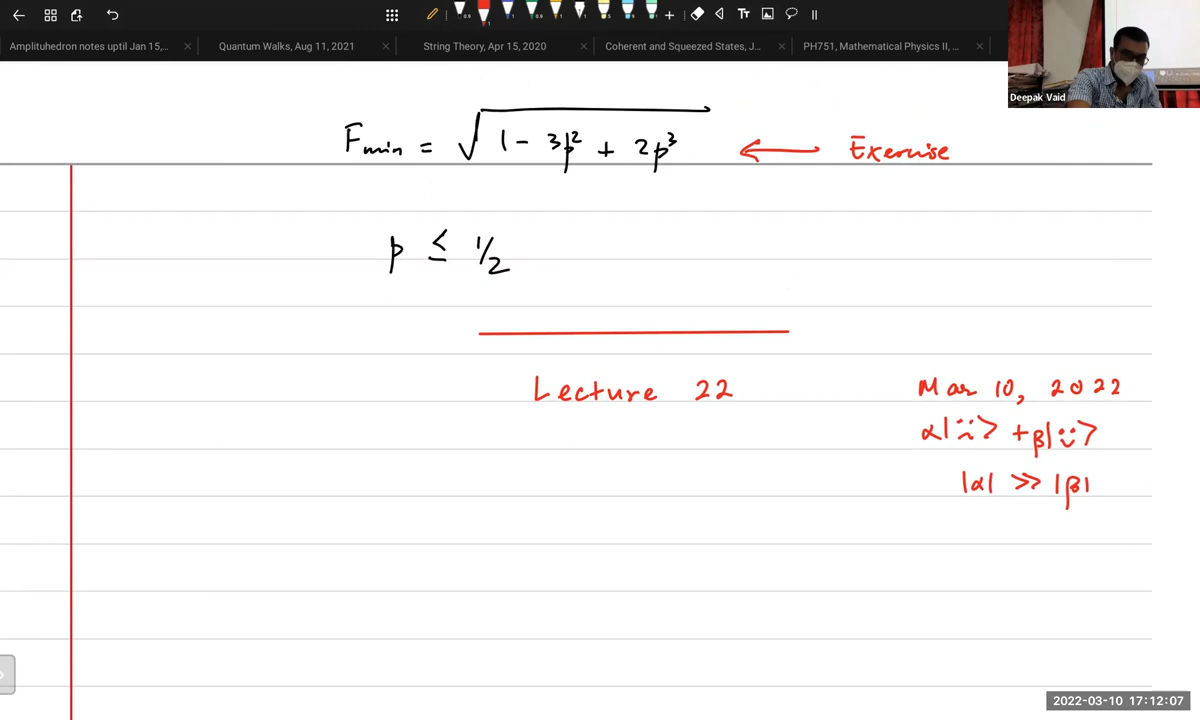 Amplituhedron notes uptil Jan 15,...
Quantum Walks, Aug 11, 2021
String Theory, Apr 15, 2020
Coherent and Squeezed States, J...
PH751, Mathematical Physics II, ...
Deepak Vaid
F_min = √(1 - 3p² + 2p³) ← Exercise
p ≤ 1/2
Lecture 22
Mar 10, 2022
α|☹> + β|☺>
|α| >> |β|
2022-03-10 17:12:07